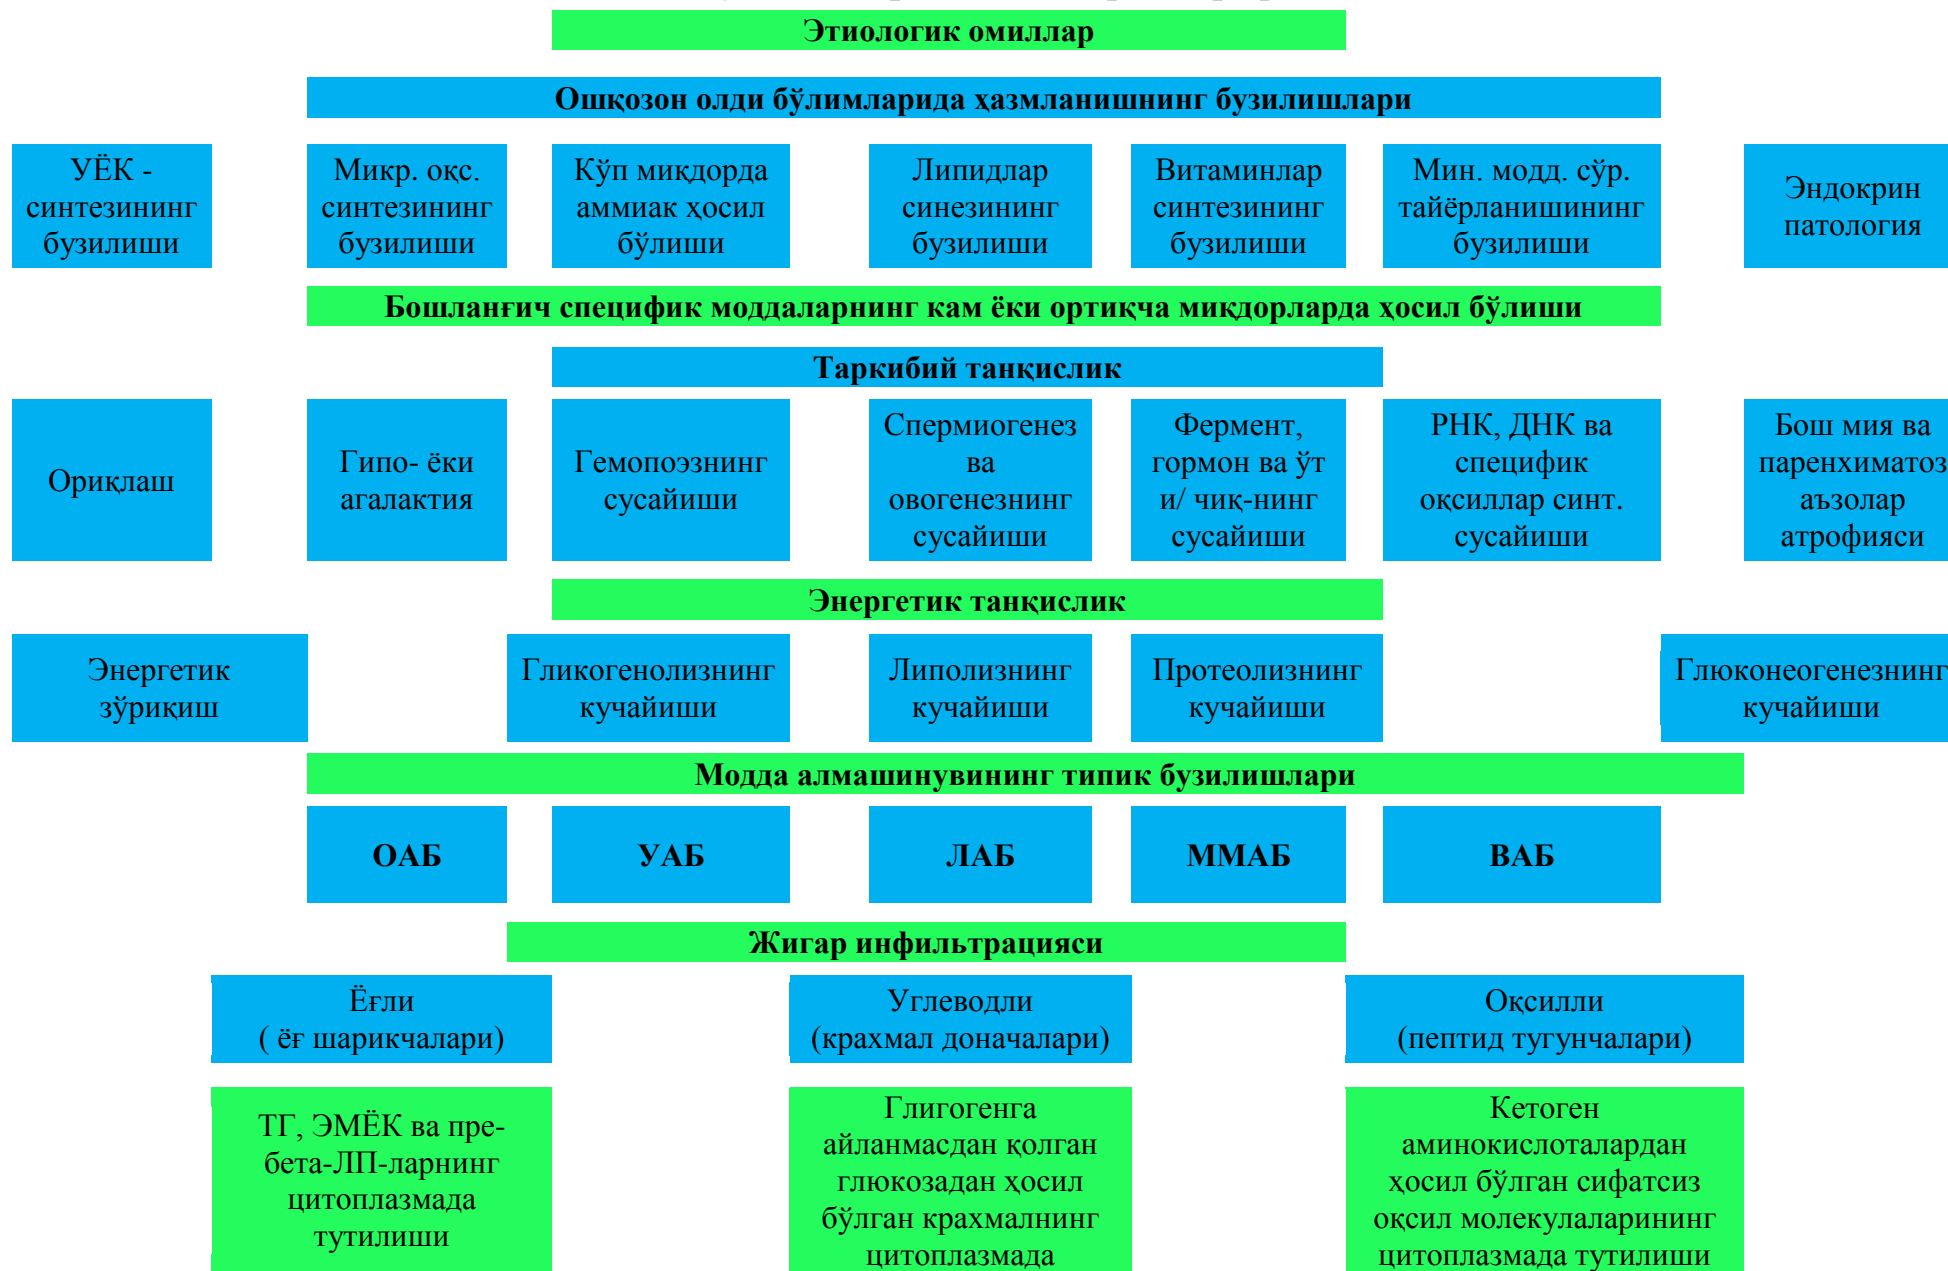 Этиологик омиллар
Ошқозон олди бўлимларида ҳазмланишнинг бузилишлари
УЁК -
синтезининг
бузилиши
Микр. оқс.
синтезининг
бузилиши
Кўп миқдорда
аммиак ҳосил
бўлиши
Липидлар
синезининг
бузилиши
Витаминлар
синтезининг
бузилиши
Мин. модд. сўр.
тайёрланишининг
бузилиши
Эндокрин
патология
Бошланғич специфик моддаларнинг кам ёки ортиқча миқдорларда ҳосил бўлиши
Таркибий танқислик
Ориқлаш
Гипо- ёки
агалактия
Гемопоэзнинг
сусайиши
Спермиогенез
ва
овогенезнинг
сусайиши
Фермент,
гормон ва ўт
и/ чиқ-нинг
сусайиши
РНК, ДНК ва
специфик
оқсиллар синт.
сусайиши
Бош мия ва
паренхиматоз
аъзолар
атрофияси
Энергетик танқислик
Энергетик
зўриқиш
Гликогенолизнинг
кучайиши
Липолизнинг
кучайиши
Протеолизнинг
кучайиши
Глюконеогенезнинг
кучайиши
Модда алмашинувининг типик бузилишлари
ОАБ
УАБ
ЛАБ
ММАБ
ВАБ
Жигар инфильтрацияси
Ёғли
( ёғ шарикчалари)
Углеводли
(крахмал доначалари)
Оқсилли
(пептид тугунчалари)
ТГ, ЭМЁК ва пре-
бета-ЛП-ларнинг
цитоплазмада
тутилиши
Глигогенга
айланмасдан қолган
глюкозадан ҳосил
бўлган крахмалнинг
цитоплазмада
Кетоген
аминокислоталардан
ҳосил бўлган сифатсиз
оқсил молекулаларининг
цитоплазмада тутилиши